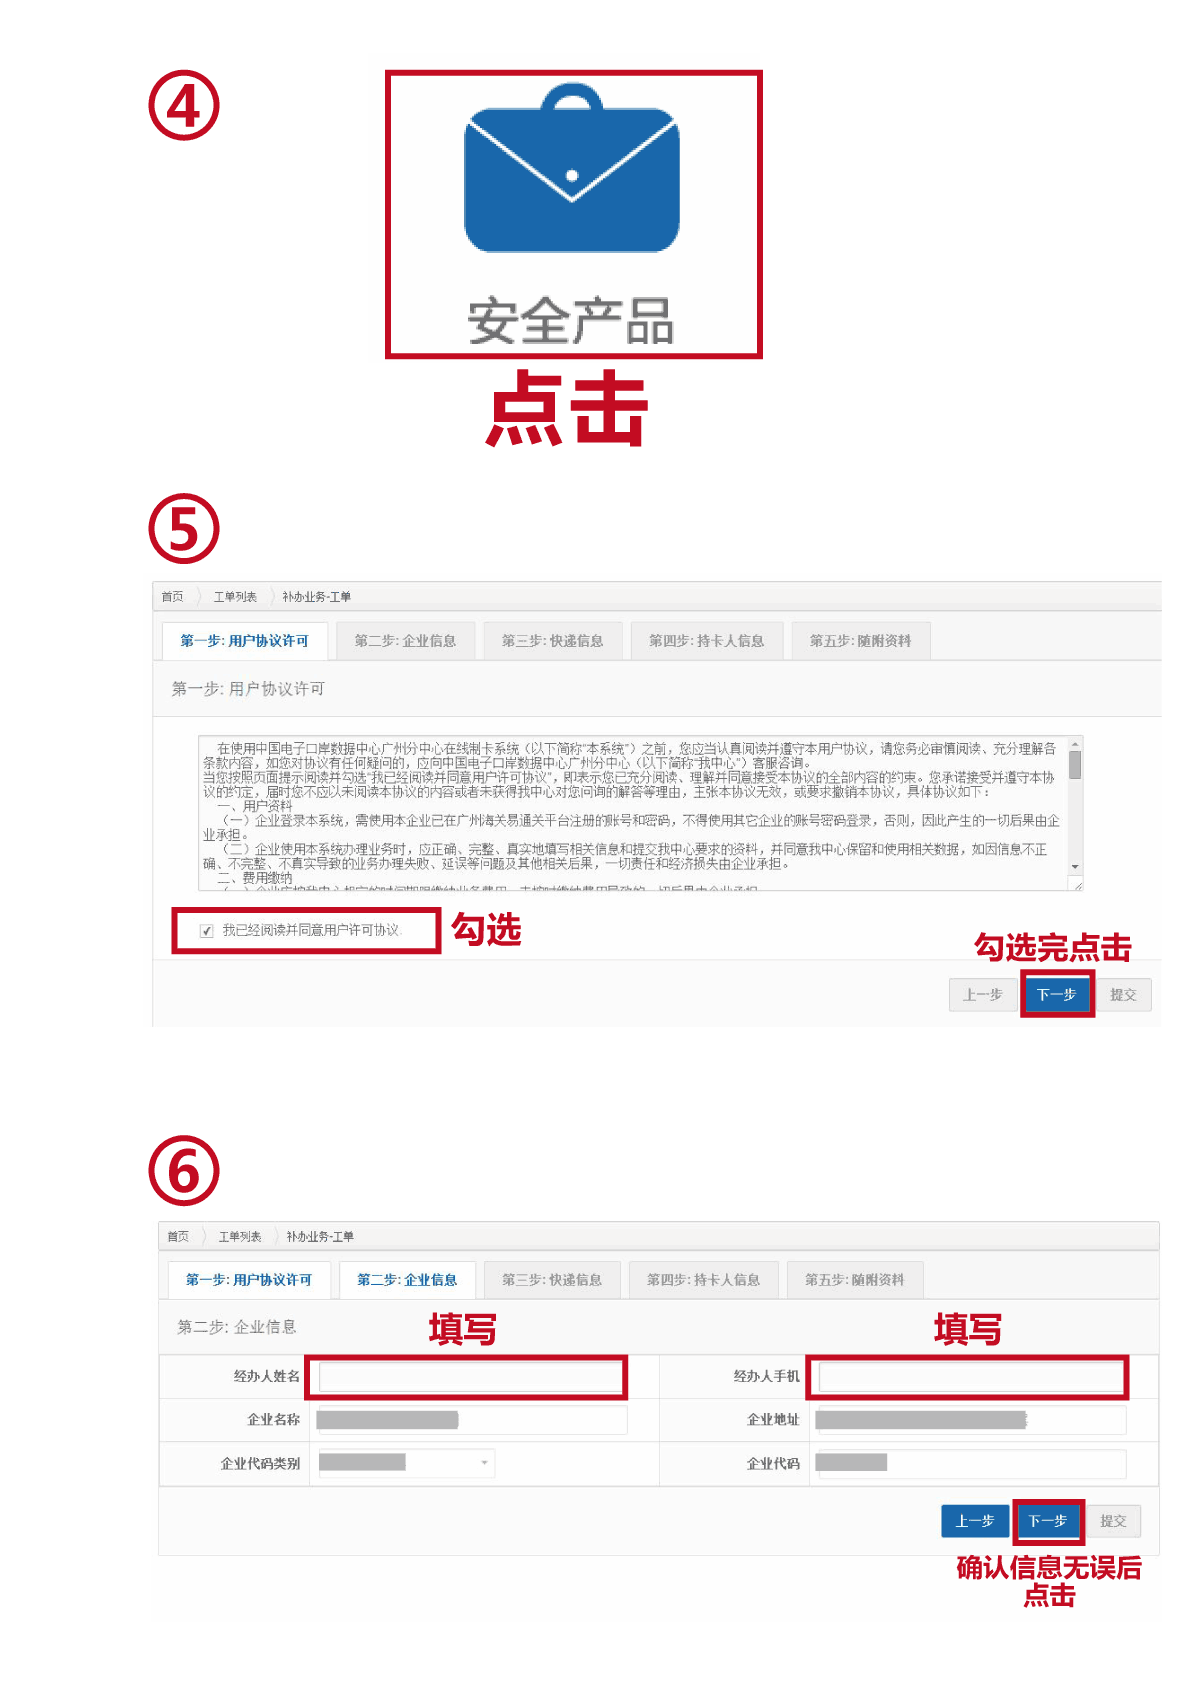 ④
安全产品
点击
⑤
首页 工单列表 补办业务-工单
第一步: 用户协议许可 第二步: 企业信息 第三步: 快递信息 第四步: 持卡人信息 第五步: 随附资料
第一步: 用户协议许可
在使用中国电子口岸数据中心广州分中心在线制卡系统（以下简称“本系统”）之前，您应当认真阅读并遵守本用户协议，请您务必审慎阅读、充分理解各
条款内容，如您对协议有任何疑问的，应向中国电子口岸数据中心广州分中心（以下简称“我中心”）客服咨询。
当您按照页面提示阅读并勾选“我已经阅读并同意用户许可协议”，即表示您已充分阅读、理解并同意接受本协议的全部内容的约束。您承诺接受并遵守本协
议的约定，届时您不应以未阅读本协议的内容或者未获得我中心对您问询的解答等理由，主张本协议无效，或要求撤销本协议，具体协议如下：
一、用户资料
（一）企业登录本系统，需使用本企业已在广州海关易通关平台注册的账号和密码，不得使用其它企业的账号密码登录，否则，因此产生的一切后果由企
业承担。
（二）企业使用本系统办理业务时，应正确、完整、真实地填写相关信息和提交我中心要求的资料，并同意我中心保留和使用相关数据，如因信息不正
确、不完整、不真实导致的业务办理失败、延误等问题及其他相关后果，一切责任和经济损失由企业承担。
二、费用缴纳
我已经阅读并同意用户许可协议. 勾选
勾选完点击
上一步 下一步 提交
⑥
首页 工单列表 补办业务-工单
第一步: 用户协议许可 第二步: 企业信息 第三步: 快递信息 第四步: 持卡人信息 第五步: 随附资料
第二步: 企业信息 填写 填写
经办人姓名 经办人手机
企业名称 企业地址
企业代码类别 企业代码
上一步 下一步 提交
确认信息无误后
点击